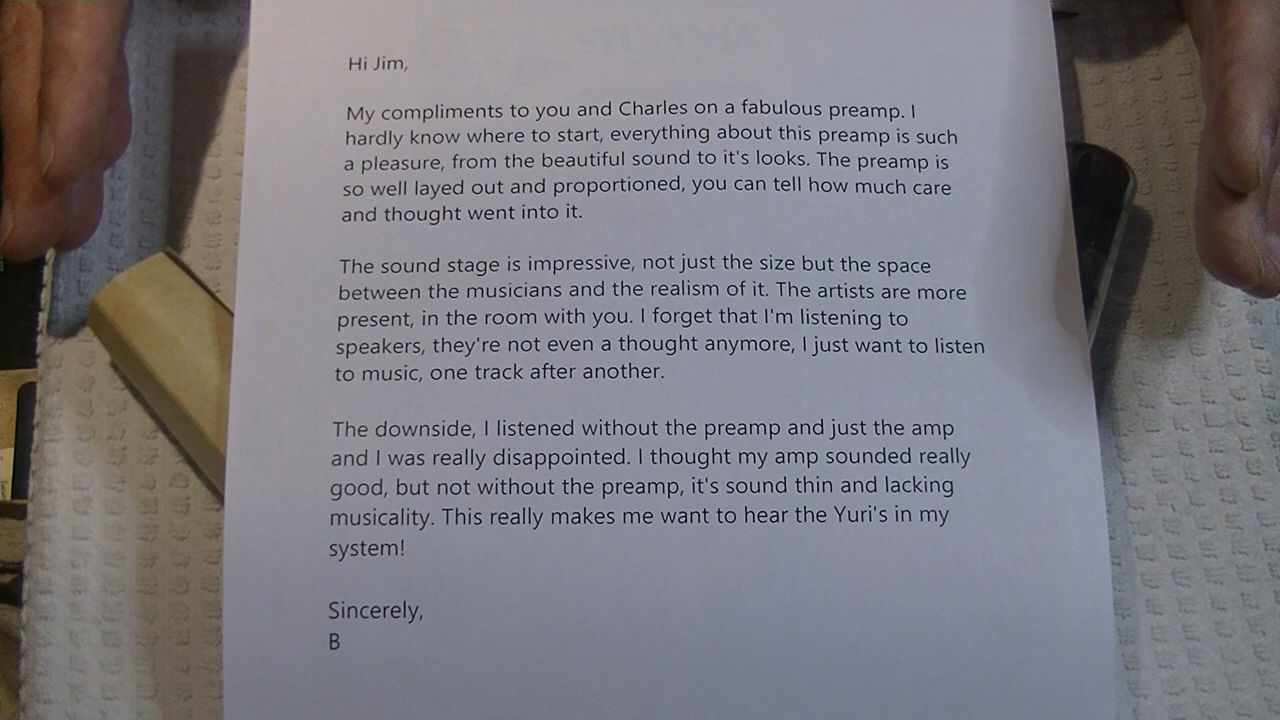 Hi Jim,
My compliments to you and Charles on a fabulous preamp. I
hardly know where to start, everything about this preamp is such
a pleasure, from the beautiful sound to it's looks. The preamp is
so well layed out and proportioned, you can tell how much care
and thought went into it.
The sound stage is impressive, not just the size but the space
between the musicians and the realism of it. The artists are more
present, in the room with you. I forget that I'm listening to
speakers, they're not even a thought anymore, I just want to listen
to music, one track after another.
The downside, I listened without the preamp and just the amp
and I was really disappointed. I thought my amp sounded really
good, but not without the preamp, it's sound thin and lacking
musicality. This really makes me want to hear the Yuri's in my
system!
Sincerely,
B